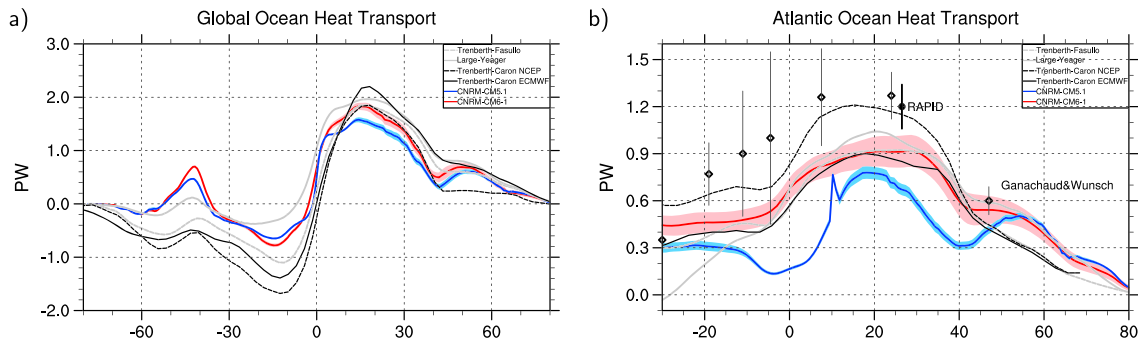 a)
Global Ocean Heat Transport
PW
3.0
2.0
1.0
0.0
-1.0
-2.0
-60
-30
0
30
60
Trenberth-Fasullo
Large-Yeager
Trenberth-Caron NCEP
Trenberth-Caron ECMWF
CNRM-CM5.1
CNRM-CM6-1
b)
Atlantic Ocean Heat Transport
PW
1.5
1.2
0.9
0.6
0.3
0.0
-20
0
20
40
60
80
Trenberth-Fasullo
Large-Yeager
Trenberth-Caron NCEP
Trenberth-Caron ECMWF
CNRM-CM5.1
CNRM-CM6-1
RAPID
Ganachaud&Wunsch